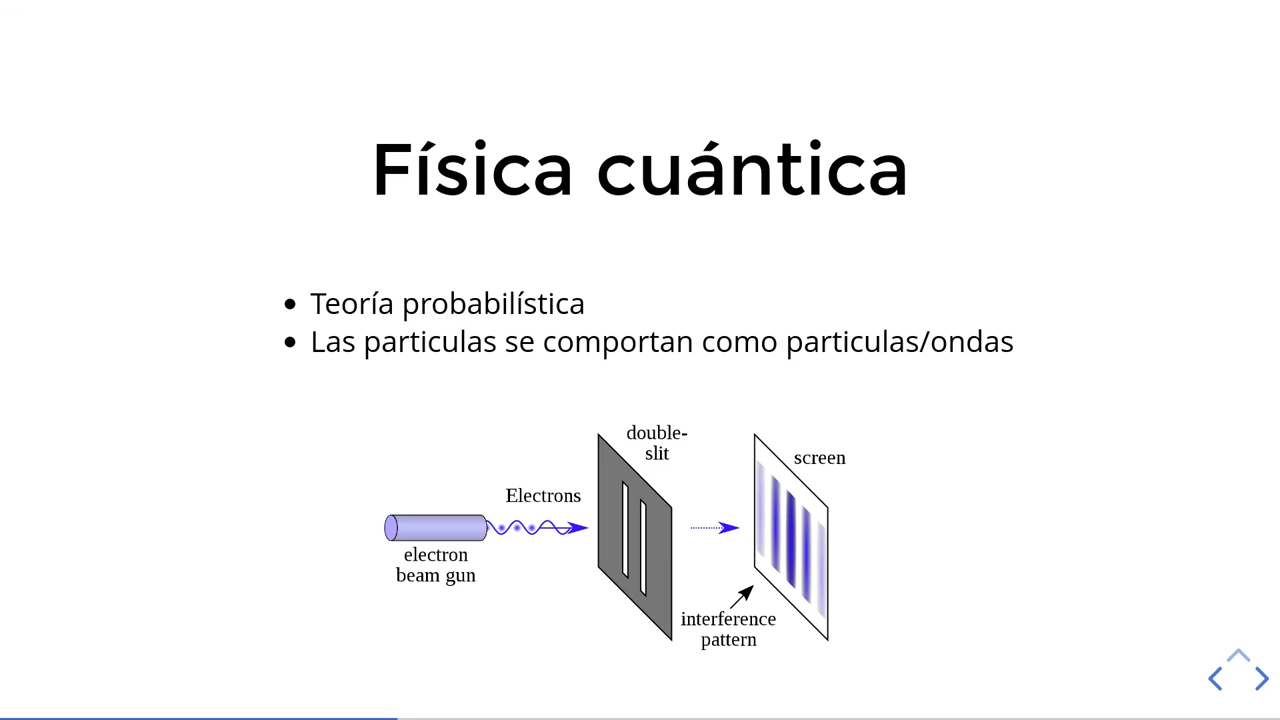 Física cuántica
Teoría probabilística
Las particulas se comportan como particulas/ondas
double-
slit
screen
Electrons
electron
beam gun
interference
pattern